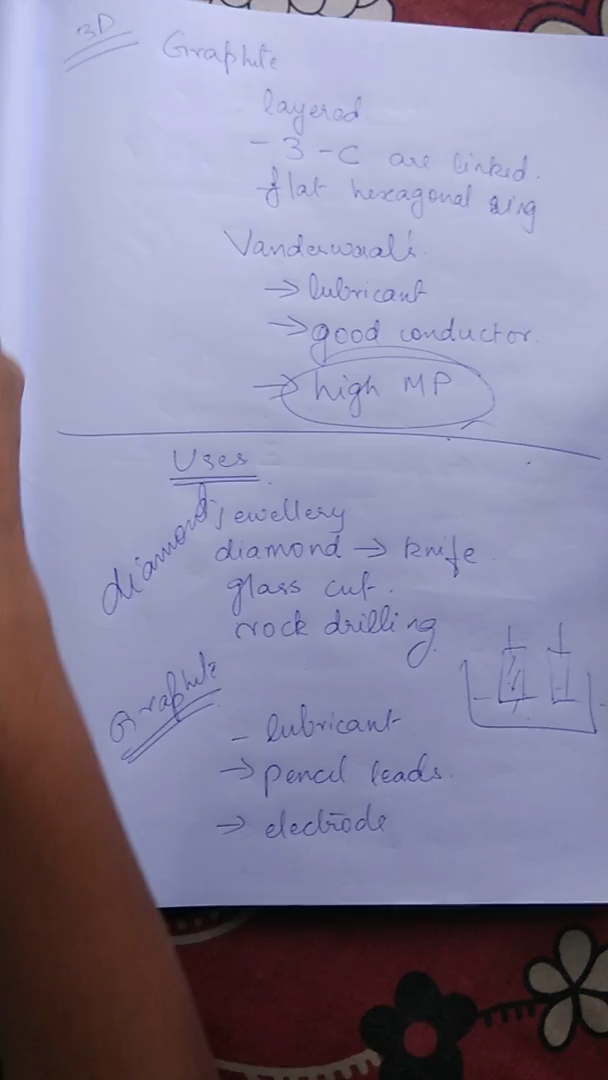 3D
Graphite
layered
- 3 - C are linked.
flat hexagonal ring
Vanderwaal's
→ lubricant
→ good conductor.
→ high MP
Uses
diamond
jewellery
diamond → knife
glass cut.
rock drilling
Graphite
- lubricant
→ pencil leads.
→ electrode